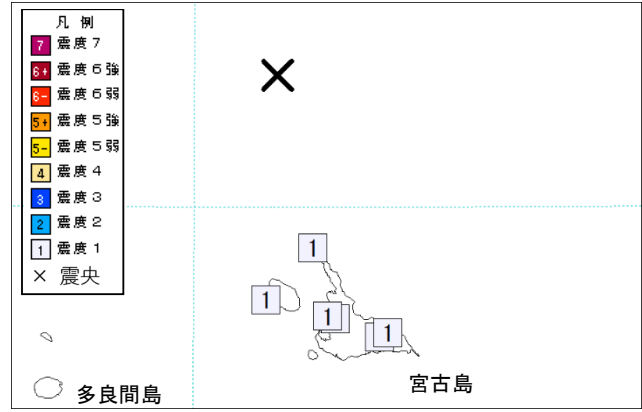 凡 例
7 震度7
6+ 震度6強
6- 震度6弱
5+ 震度5強
5- 震度5弱
4 震度4
3 震度3
2 震度2
1 震度1
× 震央
1
1
1
1
宮古島
多良間島